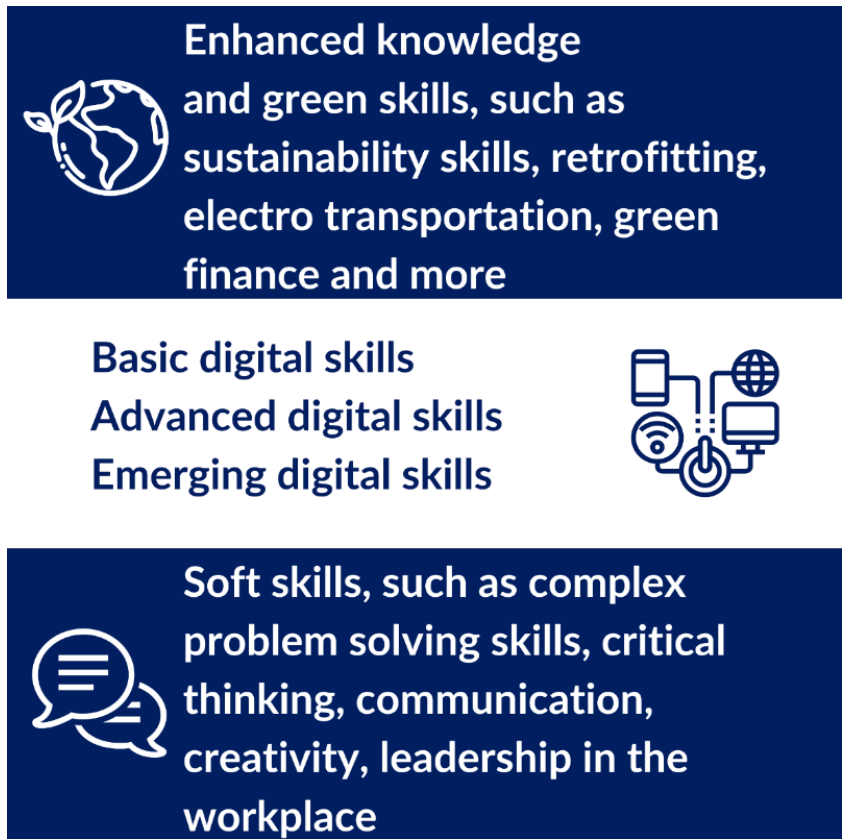 Enhanced knowledge
and green skills, such as
sustainability skills, retrofitting,
electro transportation, green
finance and more
Basic digital skills
Advanced digital skills
Emerging digital skills
Soft skills, such as complex
problem solving skills, critical
thinking, communication,
creativity, leadership in the
workplace